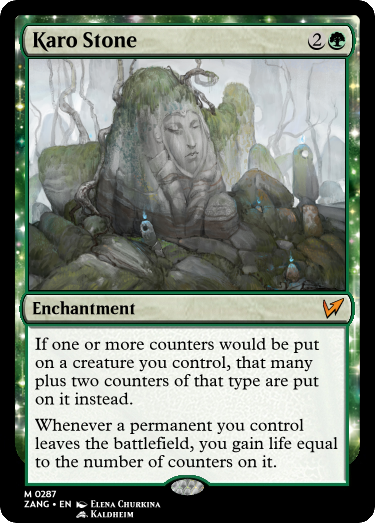 Karo Stone 2
Enchantment
If one or more counters would be put
on a creature you control, that many
plus two counters of that type are put
on it instead.
Whenever a permanent you control
leaves the battlefield, you gain life equal
to the number of counters on it.
M 0287
ZANG • EN Elena Churkina
Kaldheim